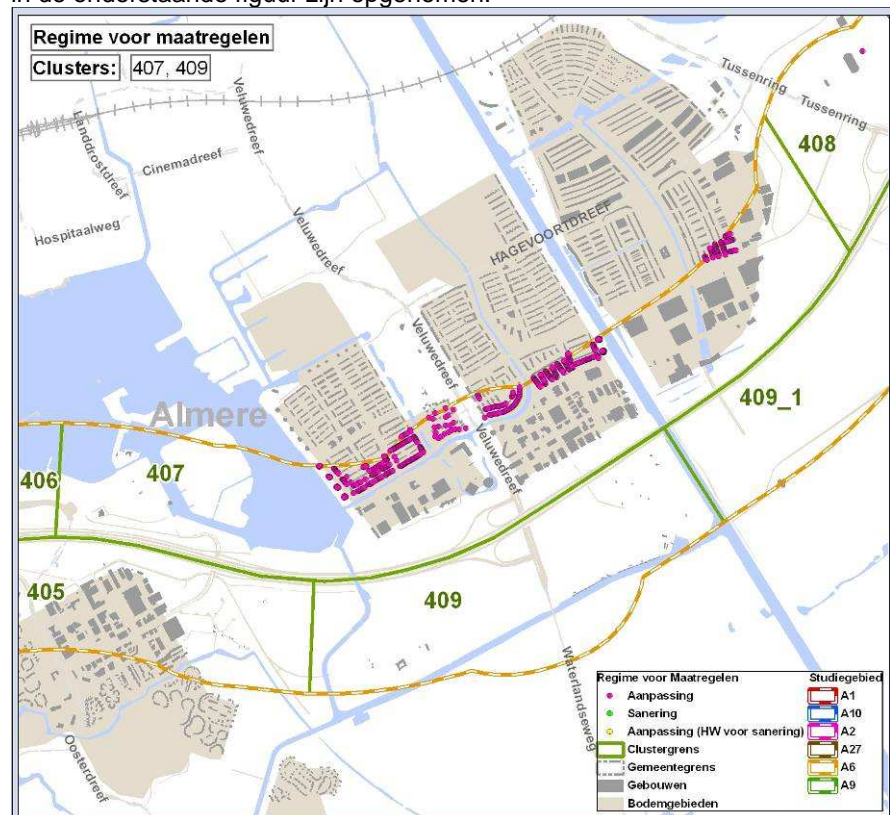 in de onderstaande figuur zijn opgenomen.
Regime voor maatregelen
Clusters: 407, 409
Tussenring
Tussenring
Veluwedreef
Landdrostdreef
Cinemadreef
408
Hospitaalweg
Veluwedreef
HAGEVOORTDREEF
Veluwedreef
409_1
Almere
Veluwedreef
406
407
405
409
Waterlandseweg
Oosterdreef
Regime voor Maatregelen
Studiegebied
Aanpassing
A1
Sanering
A10
Aanpassing (HW voor sanering)
A2
Clustergrens
A27
Gemeentegrens
A6
Gebouwen
A9
Bodemgebieden